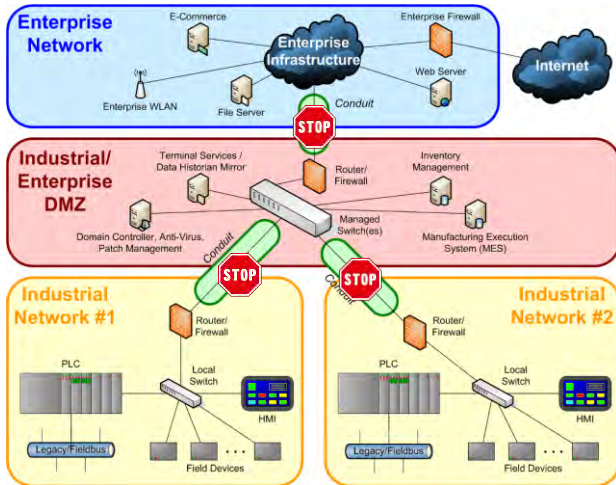 Enterprise
Network
E-Commerce
Enterprise
Infrastructure
Enterprise Firewall
Internet
Enterprise WLAN
File Server
Conduit
Web Server
STOP
Industrial/
Enterprise
DMZ
Terminal Services /
Data Historian Mirror
Router/
Firewall
Inventory
Management
Domain Controller, Anti-Virus,
Patch Management
Managed
Switch(es)
Manufacturing Execution
System (MES)
Conduit
STOP
STOP
Conduit
Industrial
Network #1
Router/
Firewall
PLC
Local
Switch
HMI
Legacy/Fieldbus
Field Devices
Industrial
Network #2
Router/
Firewall
PLC
Local
Switch
HMI
Legacy/Fieldbus
Field Devices